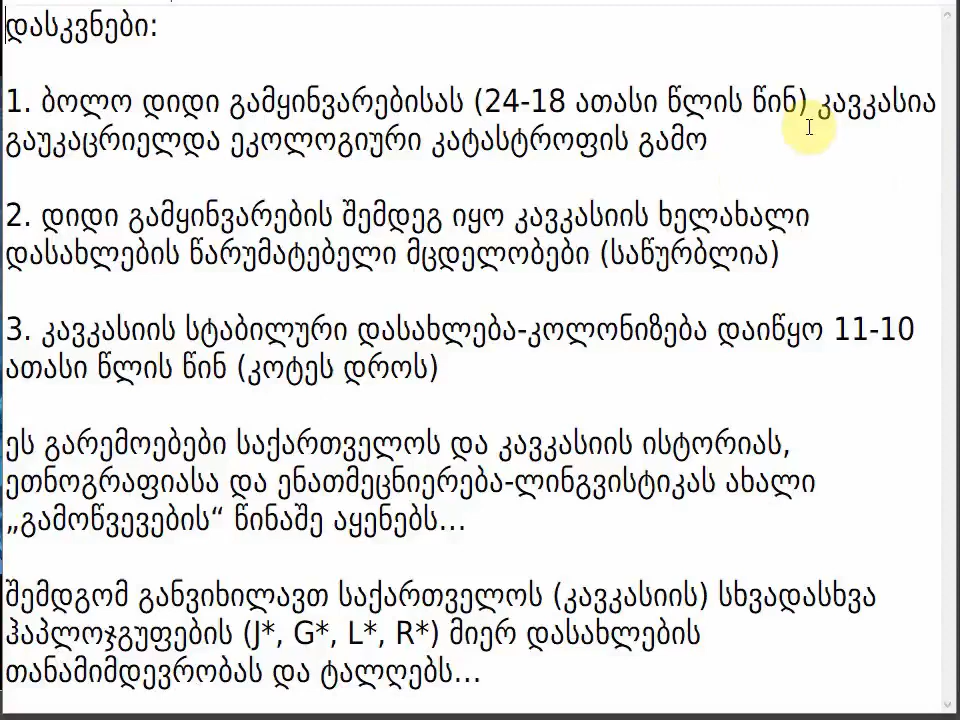 დასკვნები:
1. ბოლო დიდი გამყინვარებისას (24-18 ათასი წლის წინ) კავკასია
გაუკაცრიელდა ეკოლოგიური კატასტროფის გამო
2. დიდი გამყინვარების შემდეგ იყო კავკასიის ხელახალი
დასახლების წარუმატებელი მცდელობები (საწურბლია)
3. კავკასიის სტაბილური დასახლება-კოლონიზება დაიწყო 11-10
ათასი წლის წინ (კოტეს დროს)
ეს გარემოებები საქართველოს და კავკასიის ისტორიას,
ეთნოგრაფიასა და ენათმეცნიერება-ლინგვისტიკას ახალი
„გამოწვევების“ წინაშე აყენებს...
შემდგომ განვიხილავთ საქართველოს (კავკასიის) სხვადასხვა
ჰაპლოჯგუფების (J*, G*, L*, R*) მიერ დასახლების
თანამიმდევრობას და ტალღებს...